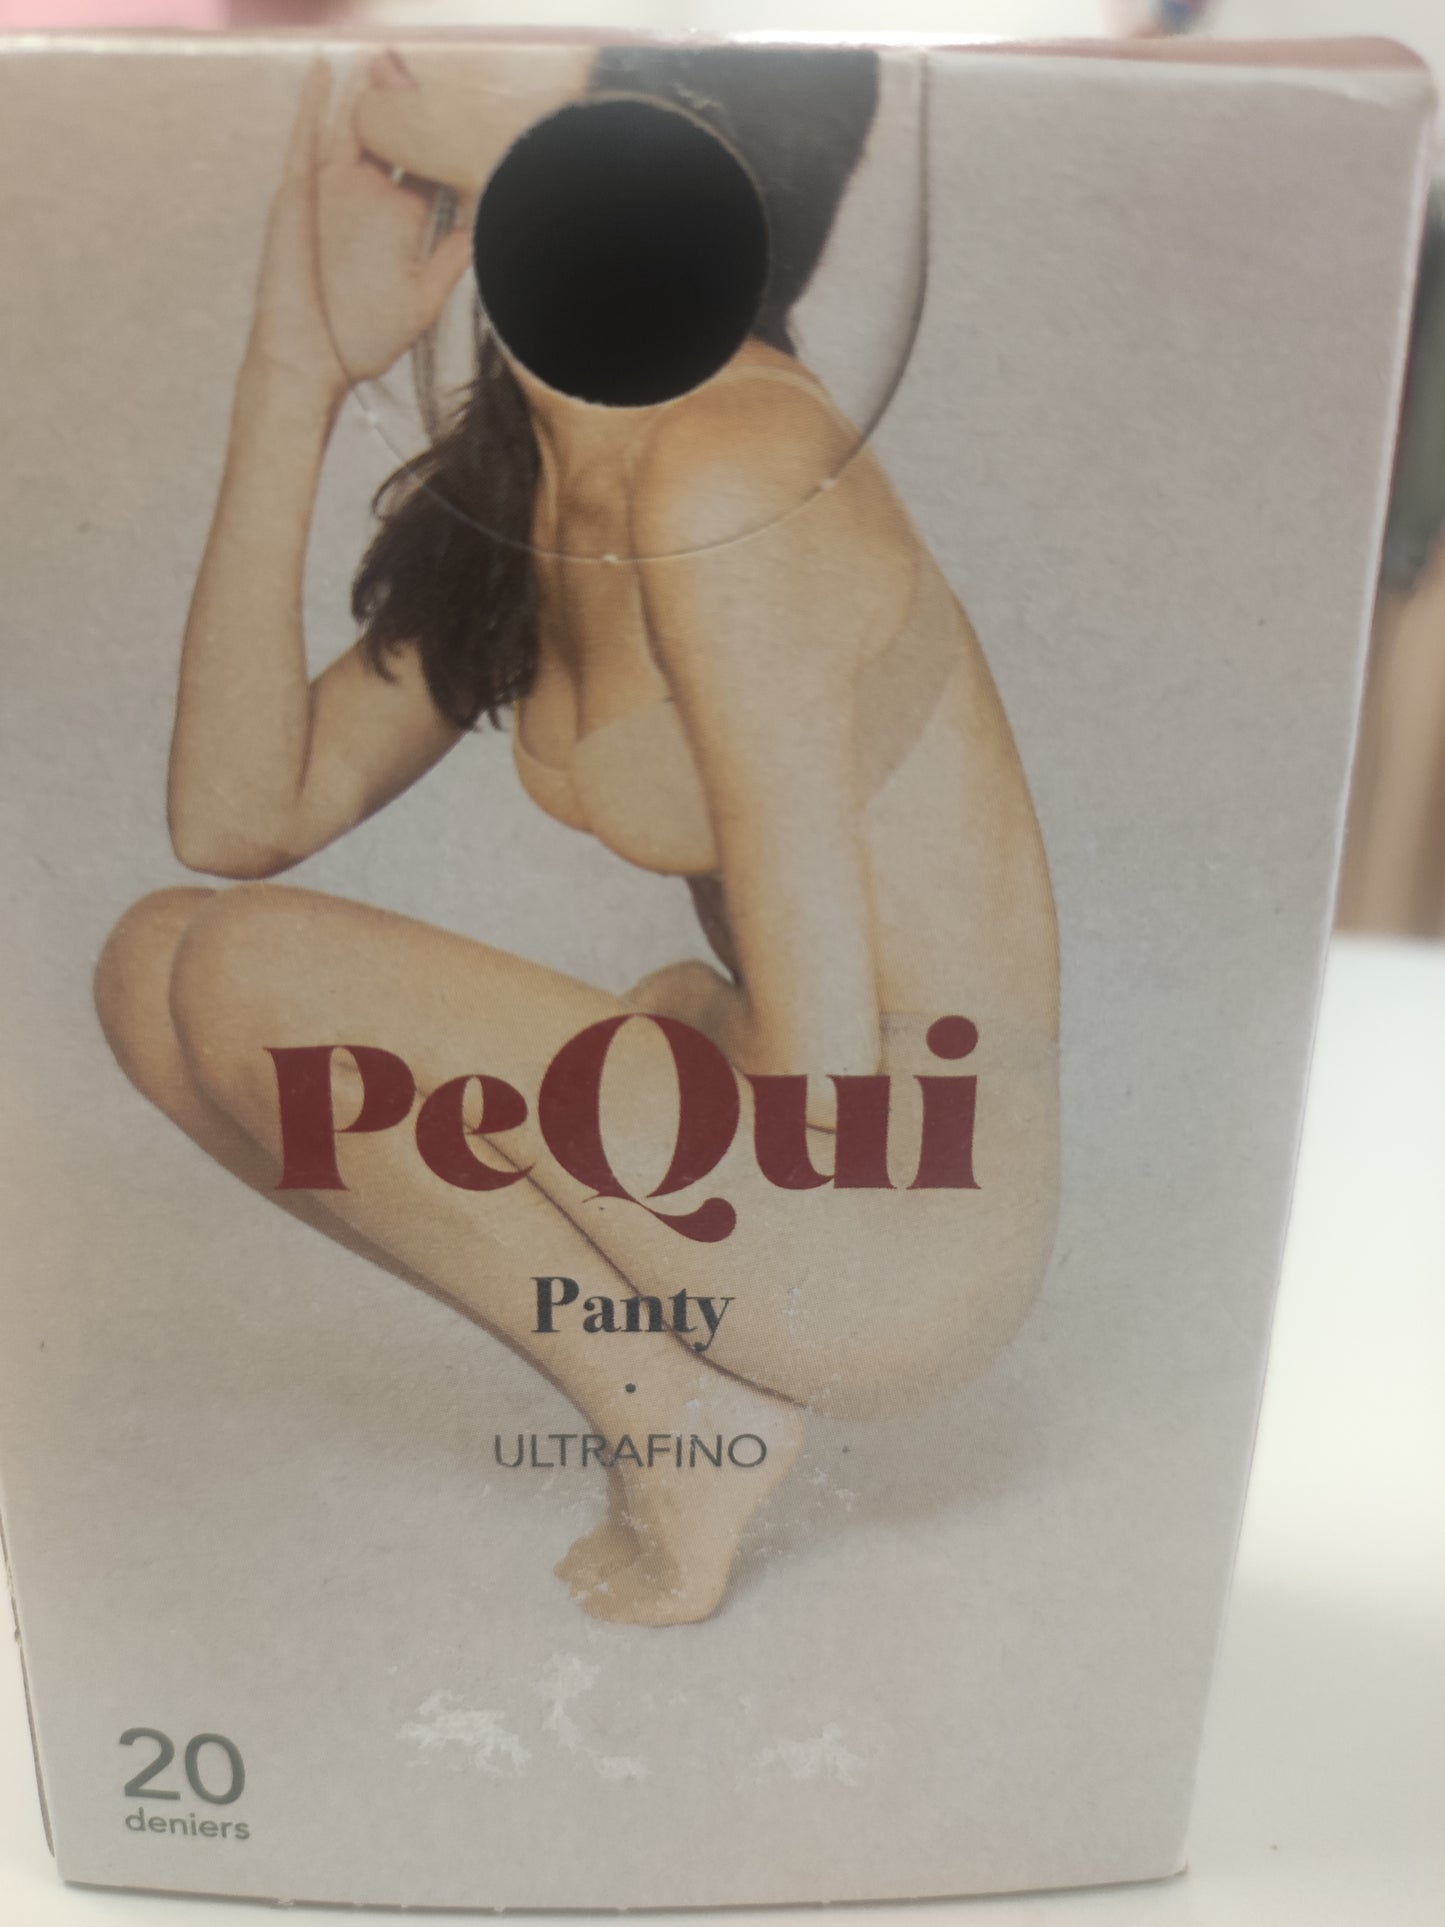 PeQui
Panty
•
ULTRAFINO
20
deniers